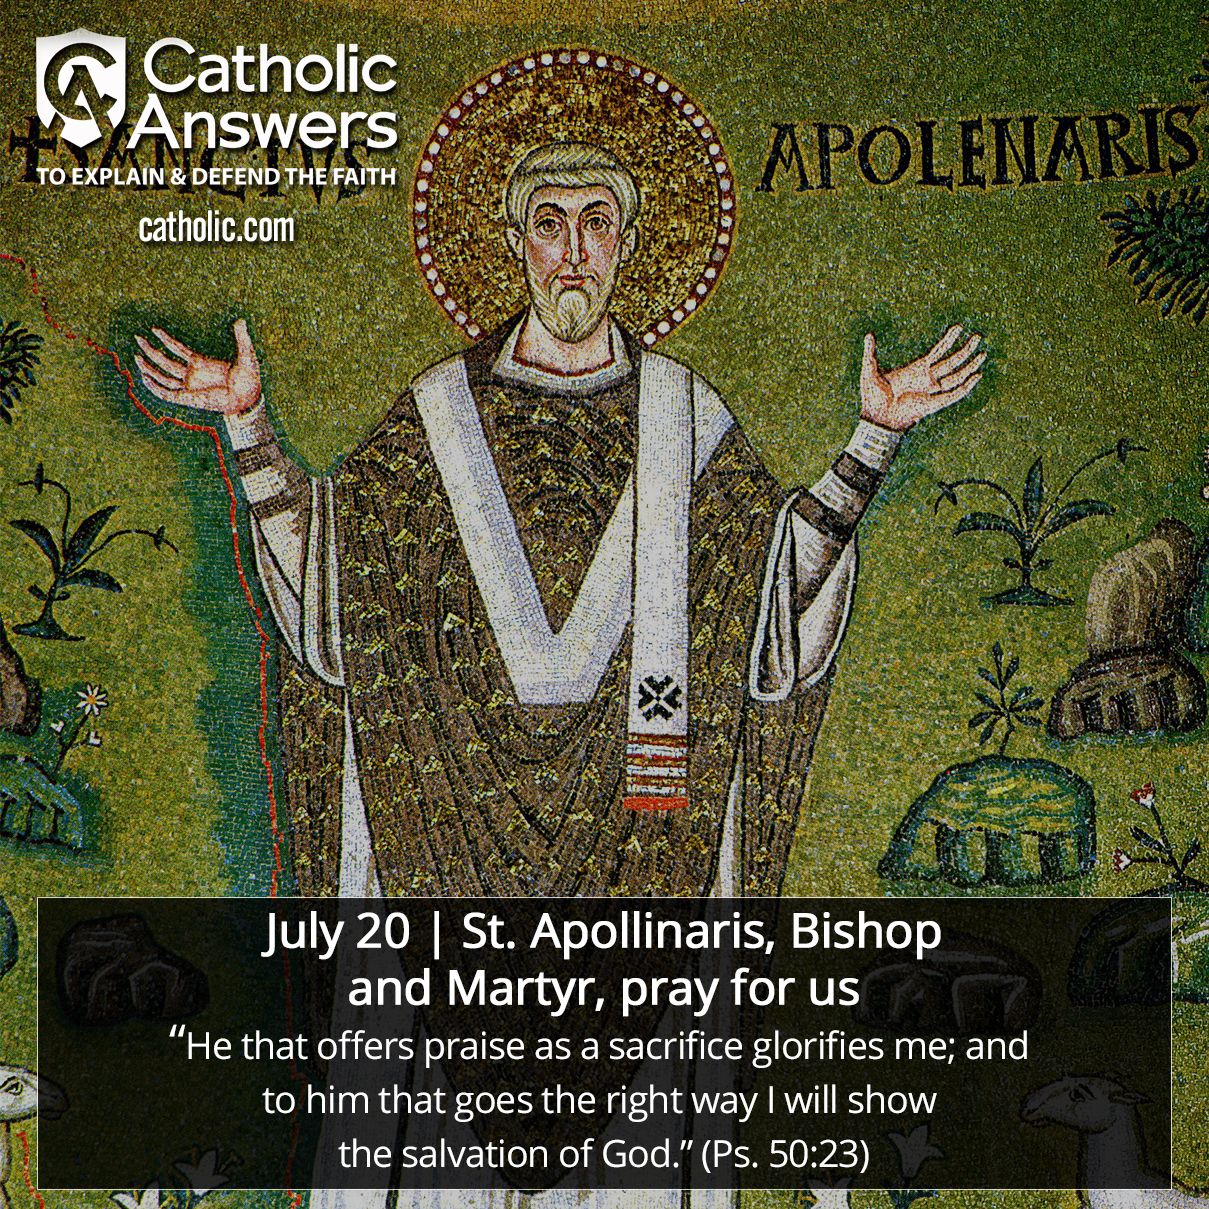 Catholic
Answers
TO EXPLAIN & DEFEND THE FAITH
catholic.com
✝SANCTVS APOLENARIS
July 20 | St. Apollinaris, Bishop
and Martyr, pray for us
“He that offers praise as a sacrifice glorifies me; and
to him that goes the right way I will show
the salvation of God.” (Ps. 50:23)